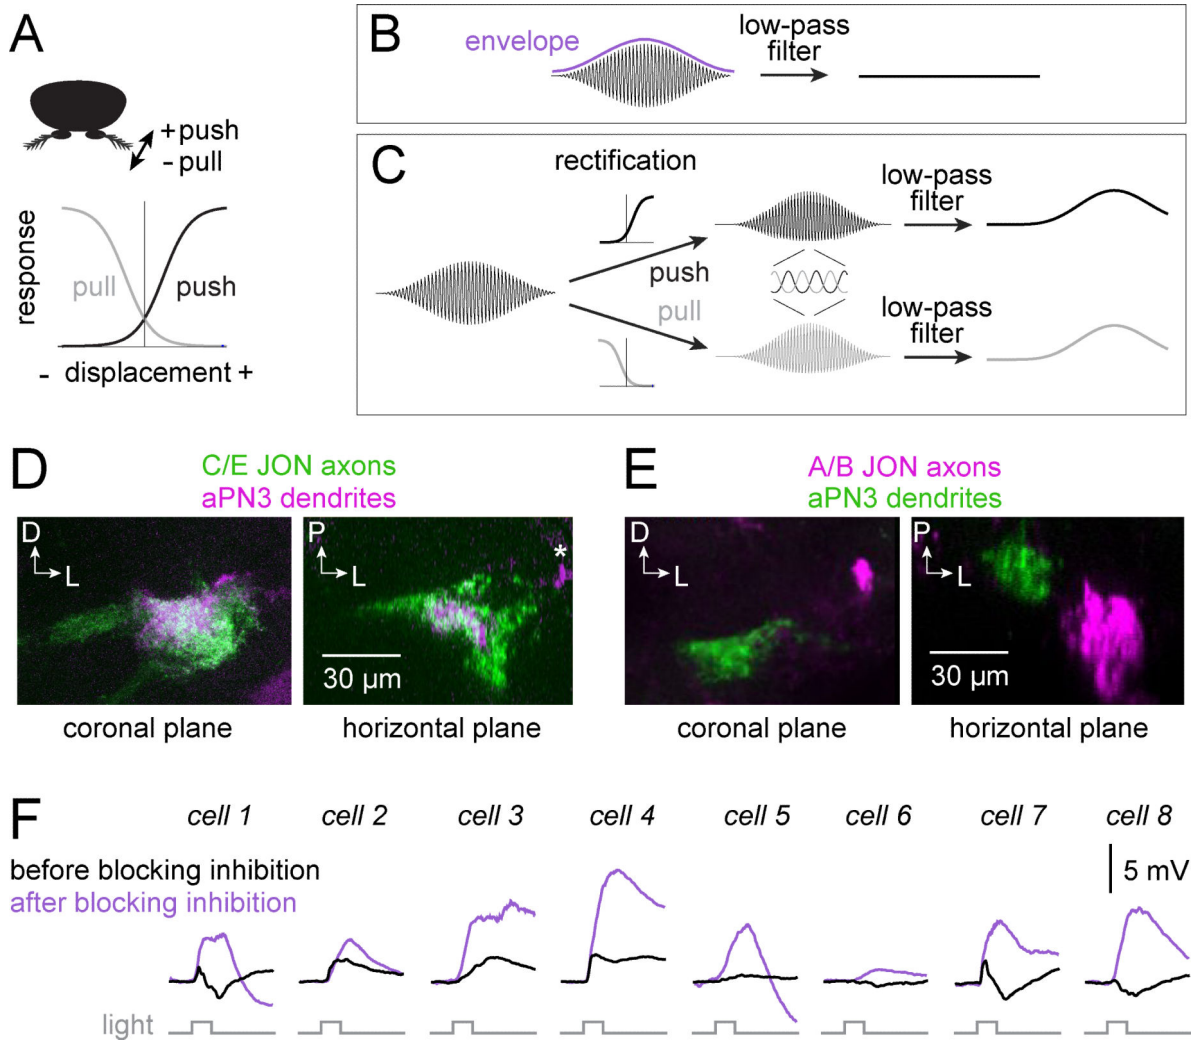 A
+ push
- pull
response
pull
push
- displacement +
B
envelope
low-pass
filter
C
rectification
push
pull
low-pass
filter
low-pass
filter
D
C/E JON axons
aPN3 dendrites
D
L
P
L
*
30 μm
coronal plane
horizontal plane
E
A/B JON axons
aPN3 dendrites
D
L
P
L
30 μm
coronal plane
horizontal plane
F
cell 1
cell 2
cell 3
cell 4
cell 5
cell 6
cell 7
cell 8
before blocking inhibition
after blocking inhibition
5 mV
light